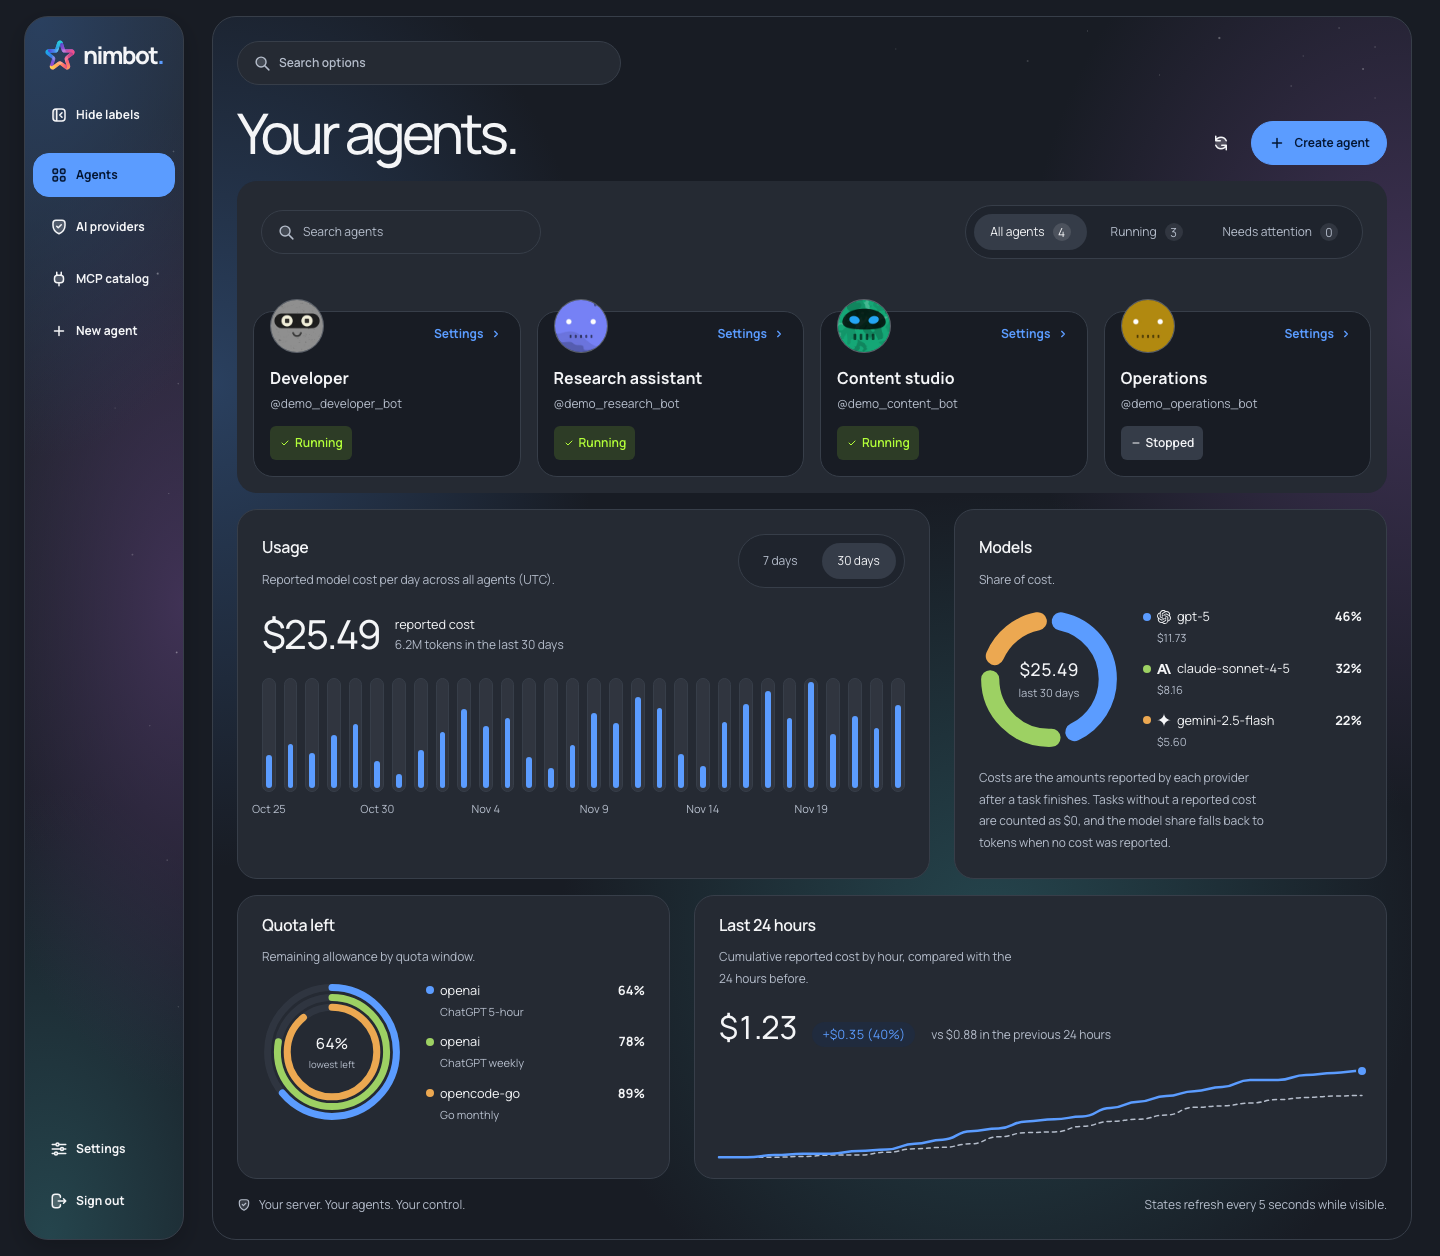 nimbot.
Hide labels
Agents
AI providers
MCP catalog
New agent
Settings
Sign out
Search options
Your agents.
Create agent
Search agents
All agents 4
Running 3
Needs attention 0
Settings
Developer
@demo_developer_bot
Running
Settings
Research assistant
@demo_research_bot
Running
Settings
Content studio
@demo_content_bot
Running
Settings
Operations
@demo_operations_bot
Stopped
Usage
Reported model cost per day across all agents (UTC).
7 days
30 days
$25.49
reported cost
6.2M tokens in the last 30 days
Oct 25
Oct 30
Nov 4
Nov 9
Nov 14
Nov 19
Models
Share of cost.
$25.49
last 30 days
gpt-5 46%
$11.73
claude-sonnet-4-5 32%
$8.16
gemini-2.5-flash 22%
$5.60
Costs are the amounts reported by each provider
after a task finishes. Tasks without a reported cost
are counted as $0, and the model share falls back to
tokens when no cost was reported.
Quota left
Remaining allowance by quota window.
64%
lowest left
openai 64%
ChatGPT 5-hour
openai 78%
ChatGPT weekly
opencode-go 89%
Go monthly
Last 24 hours
Cumulative reported cost by hour, compared with the
24 hours before.
$1.23
+$0.35 (40%)
vs $0.88 in the previous 24 hours
Your server. Your agents. Your control.
States refresh every 5 seconds while visible.